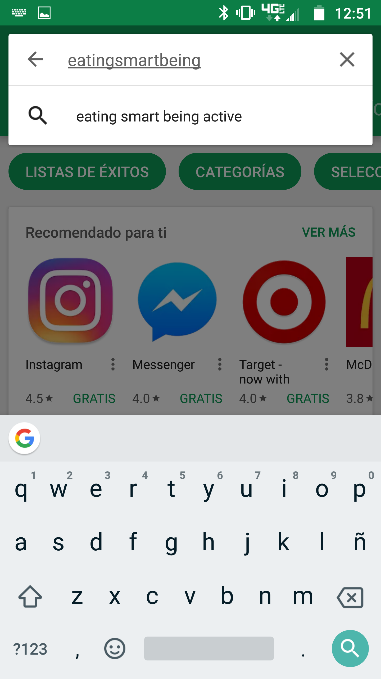 4GE 12:51
eatingsmartbeing
eating smart being active
LISTAS DE ÉXITOS CATEGORÍAS SELECC
Recomendado para ti VER MÁS
Instagram Messenger Target - now with McD
4.5★ GRATIS 4.0★ GRATIS 4.0★ GRATIS 3.8★
G
1 2 3 4 5 6 7 8 9 0
q w e r t y u i o p
a s d f g h j k l ñ
z x c v b n m
?123 , .